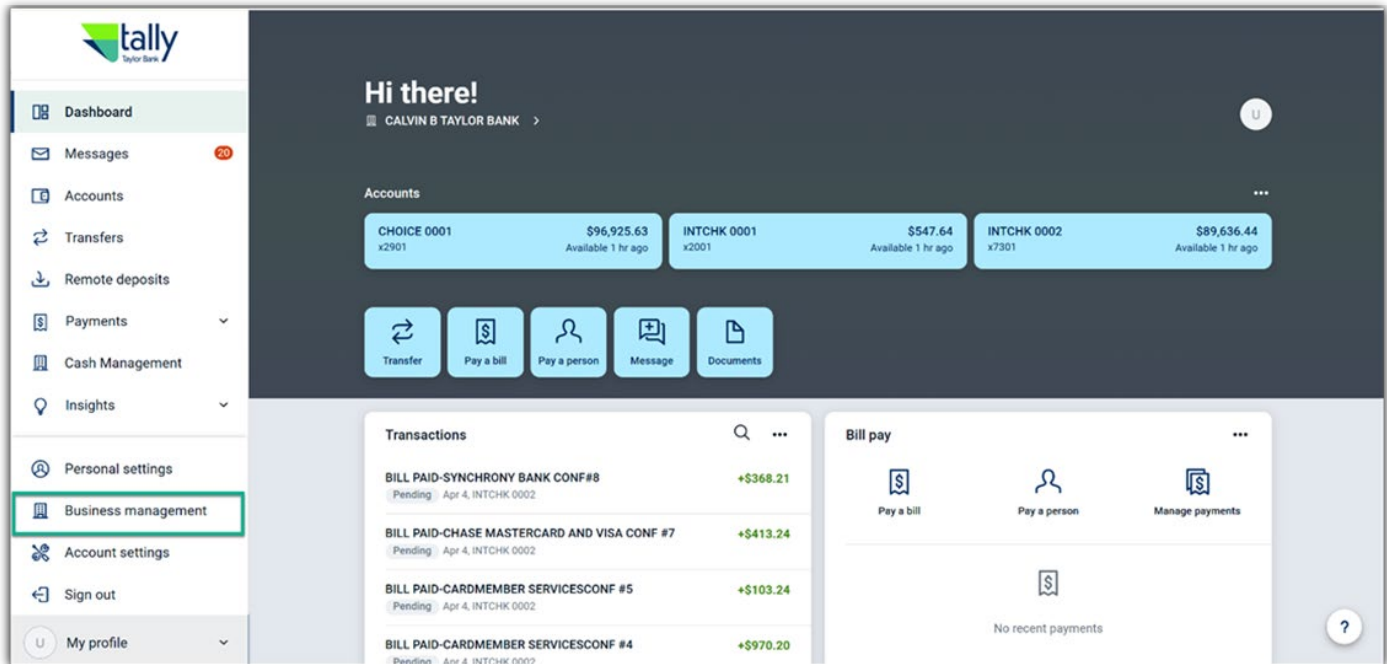 tally
Taylor Bank
Dashboard
Messages 20
Accounts
Transfers
Remote deposits
Payments
Cash Management
Insights
Personal settings
Business management
Account settings
Sign out
U My profile
Hi there!
CALVIN B TAYLOR BANK >
U
Accounts
CHOICE 0001 $96,925.63
x2901 Available 1 hr ago
INTCHK 0001 $547.64
x2001 Available 1 hr ago
INTCHK 0002 $89,636.44
x7301 Available 1 hr ago
Transfer
Pay a bill
Pay a person
Message
Documents
Transactions
BILL PAID-SYNCHRONY BANK CONF#8 +$368.21
Pending Apr 4, INTCHK 0002
BILL PAID-CHASE MASTERCARD AND VISA CONF #7 +$413.24
Pending Apr 4, INTCHK 0002
BILL PAID-CARDMEMBER SERVICESCONF #5 +$103.24
Pending Apr 4, INTCHK 0002
BILL PAID-CARDMEMBER SERVICESCONF #4 +$970.20
Pending Apr 4, INTCHK 0002
Bill pay
Pay a bill
Pay a person
Manage payments
No recent payments
?